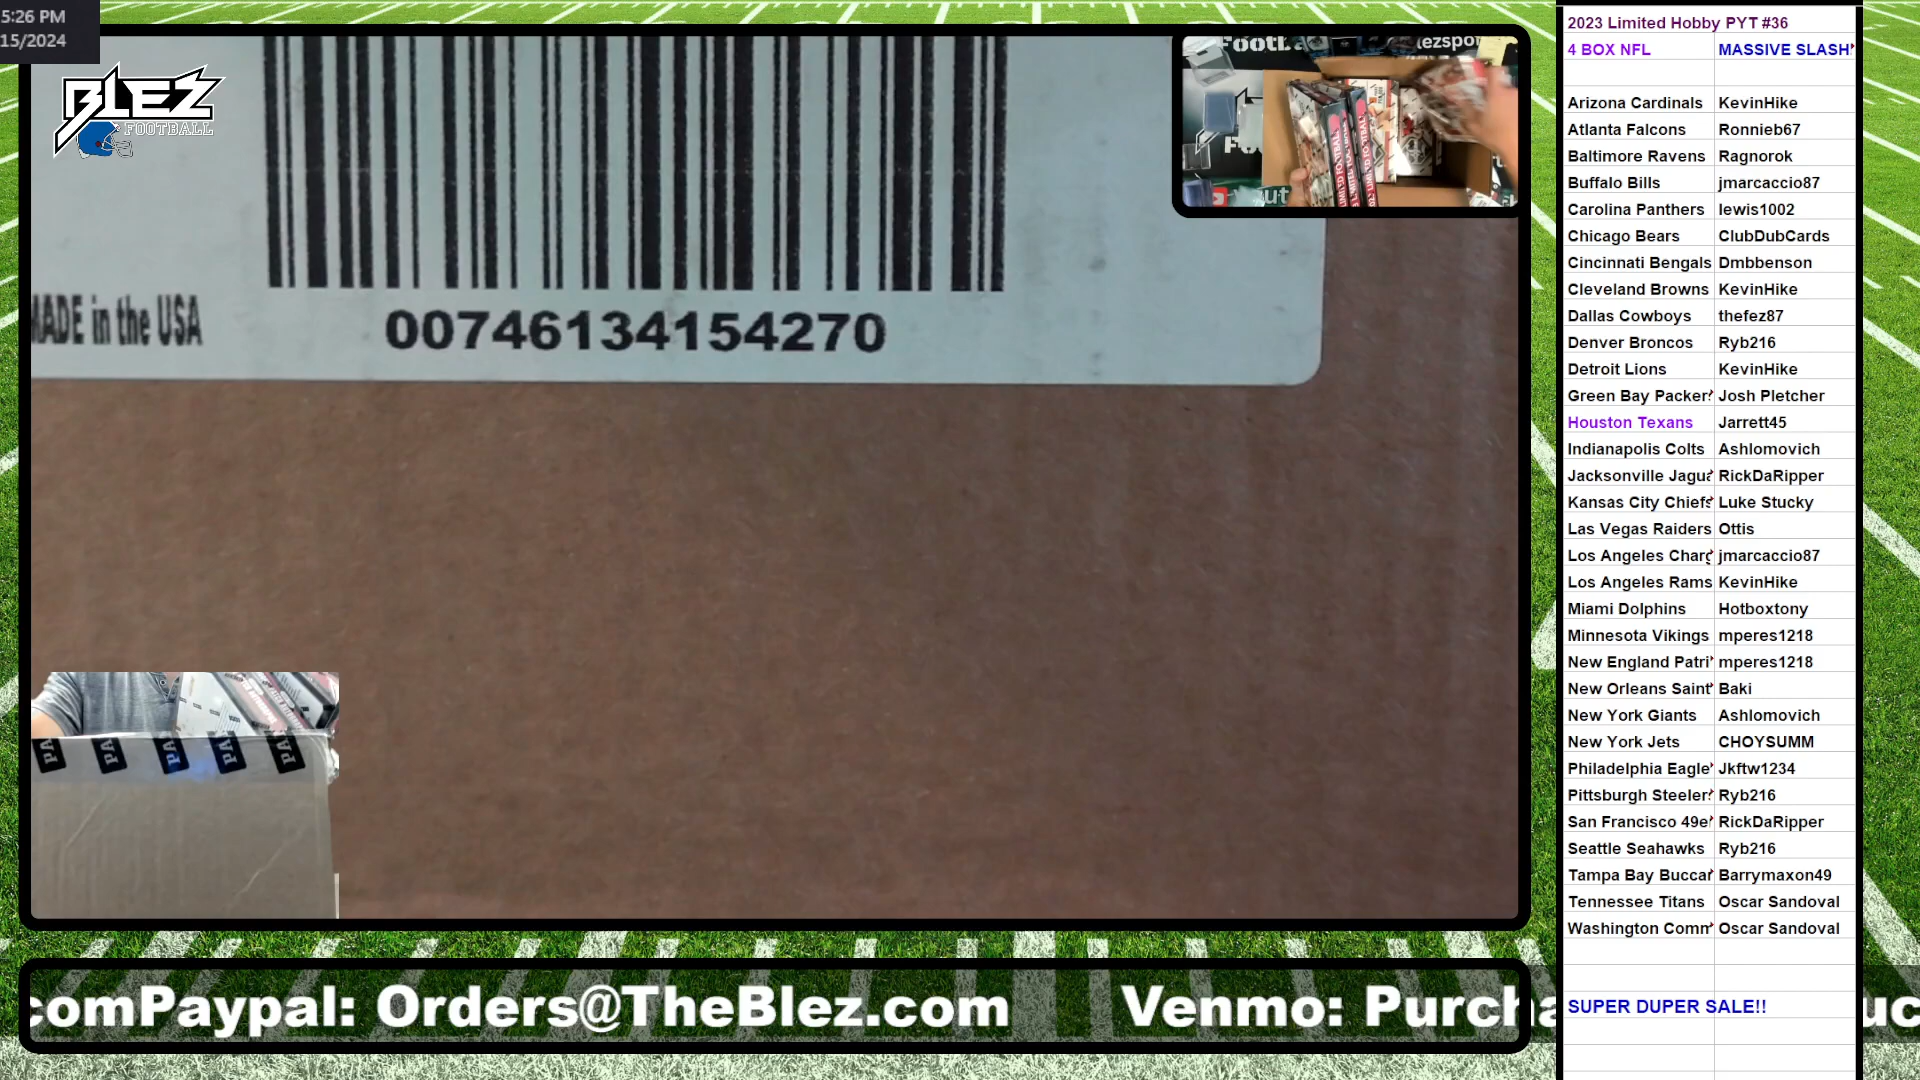 5:26 PM
15/2024
BLEZ
FOOTBALL
MADE in the USA
00746134154270
comPaypal: Orders@TheBlez.com Venmo: Purcha
2023 Limited Hobby PYT #36
4 BOX NFL MASSIVE SLASH
Arizona Cardinals KevinHike
Atlanta Falcons Ronnieb67
Baltimore Ravens Ragnorok
Buffalo Bills jmarcaccio87
Carolina Panthers lewis1002
Chicago Bears ClubDubCards
Cincinnati Bengals Dmbbenson
Cleveland Browns KevinHike
Dallas Cowboys thefez87
Denver Broncos Ryb216
Detroit Lions KevinHike
Green Bay Packer Josh Pletcher
Houston Texans Jarrett45
Indianapolis Colts Ashlomovich
Jacksonville Jagua RickDaRipper
Kansas City Chiefs Luke Stucky
Las Vegas Raiders Ottis
Los Angeles Charg jmarcaccio87
Los Angeles Rams KevinHike
Miami Dolphins Hotboxtony
Minnesota Vikings mperes1218
New England Patri mperes1218
New Orleans Saint Baki
New York Giants Ashlomovich
New York Jets CHOYSUMM
Philadelphia Eagle Jkftw1234
Pittsburgh Steeler Ryb216
San Francisco 49e RickDaRipper
Seattle Seahawks Ryb216
Tampa Bay Buccan Barrymaxon49
Tennessee Titans Oscar Sandoval
Washington Comm Oscar Sandoval
SUPER DUPER SALE!!